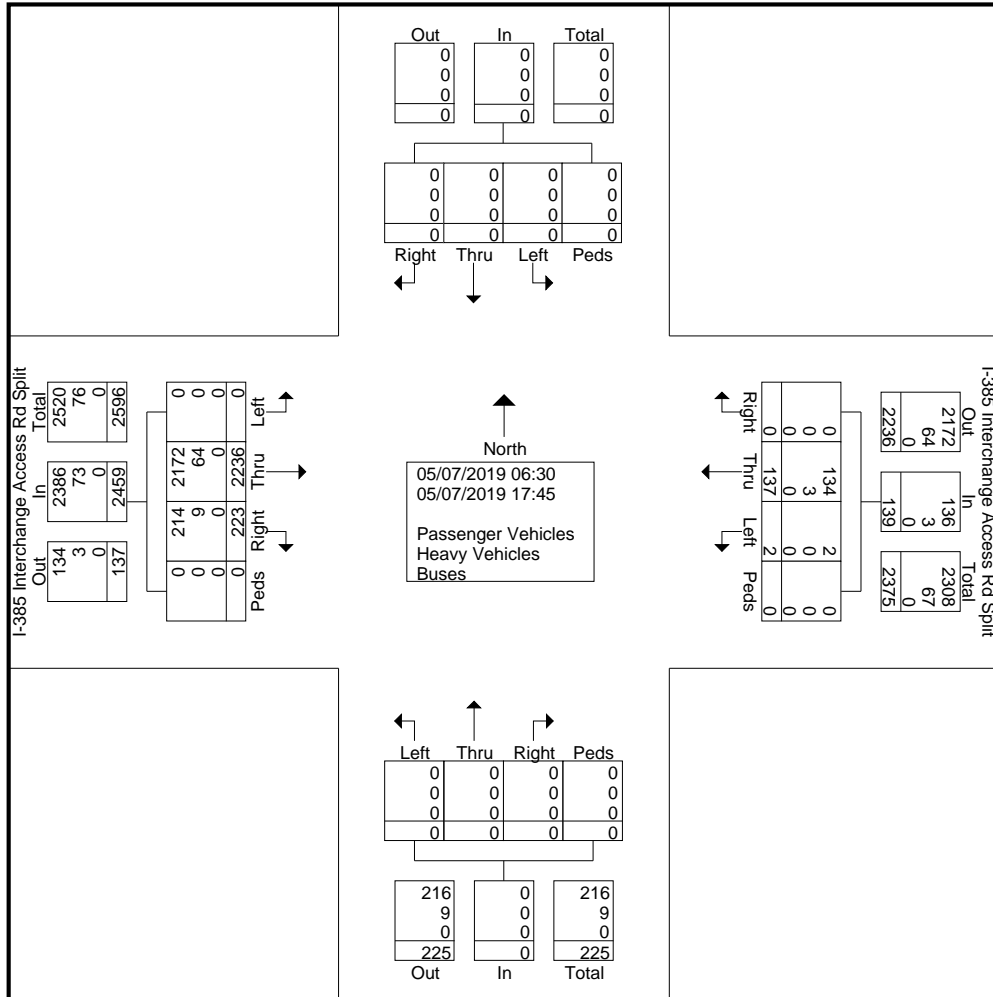 Out In Total
0 0 0
0 0 0
0 0 0
0 0 0
0 0 0 0
0 0 0 0
0 0 0 0
0 0 0 0
Right Thru Left Peds
I-385 Interchange Access Rd Split
Total In Out
2520 2386 134
76 73 3
0 0 0
2596 2459 137
0 2172 214 0
0 64 9 0
0 0 0 0
0 2236 223 0
Left Thru Right Peds
North
05/07/2019 06:30
05/07/2019 17:45
Passenger Vehicles
Heavy Vehicles
Buses
Right Thru Left Peds
0 134 2 0
0 3 0 0
0 0 0 0
0 137 2 0
Out In Total
2172 136 2308
64 3 67
0 0 0
2236 139 2375
I-385 Interchange Access Rd Split
Left Thru Right Peds
0 0 0 0
0 0 0 0
0 0 0 0
0 0 0 0
216 0 216
9 0 9
0 0 0
225 0 225
Out In Total